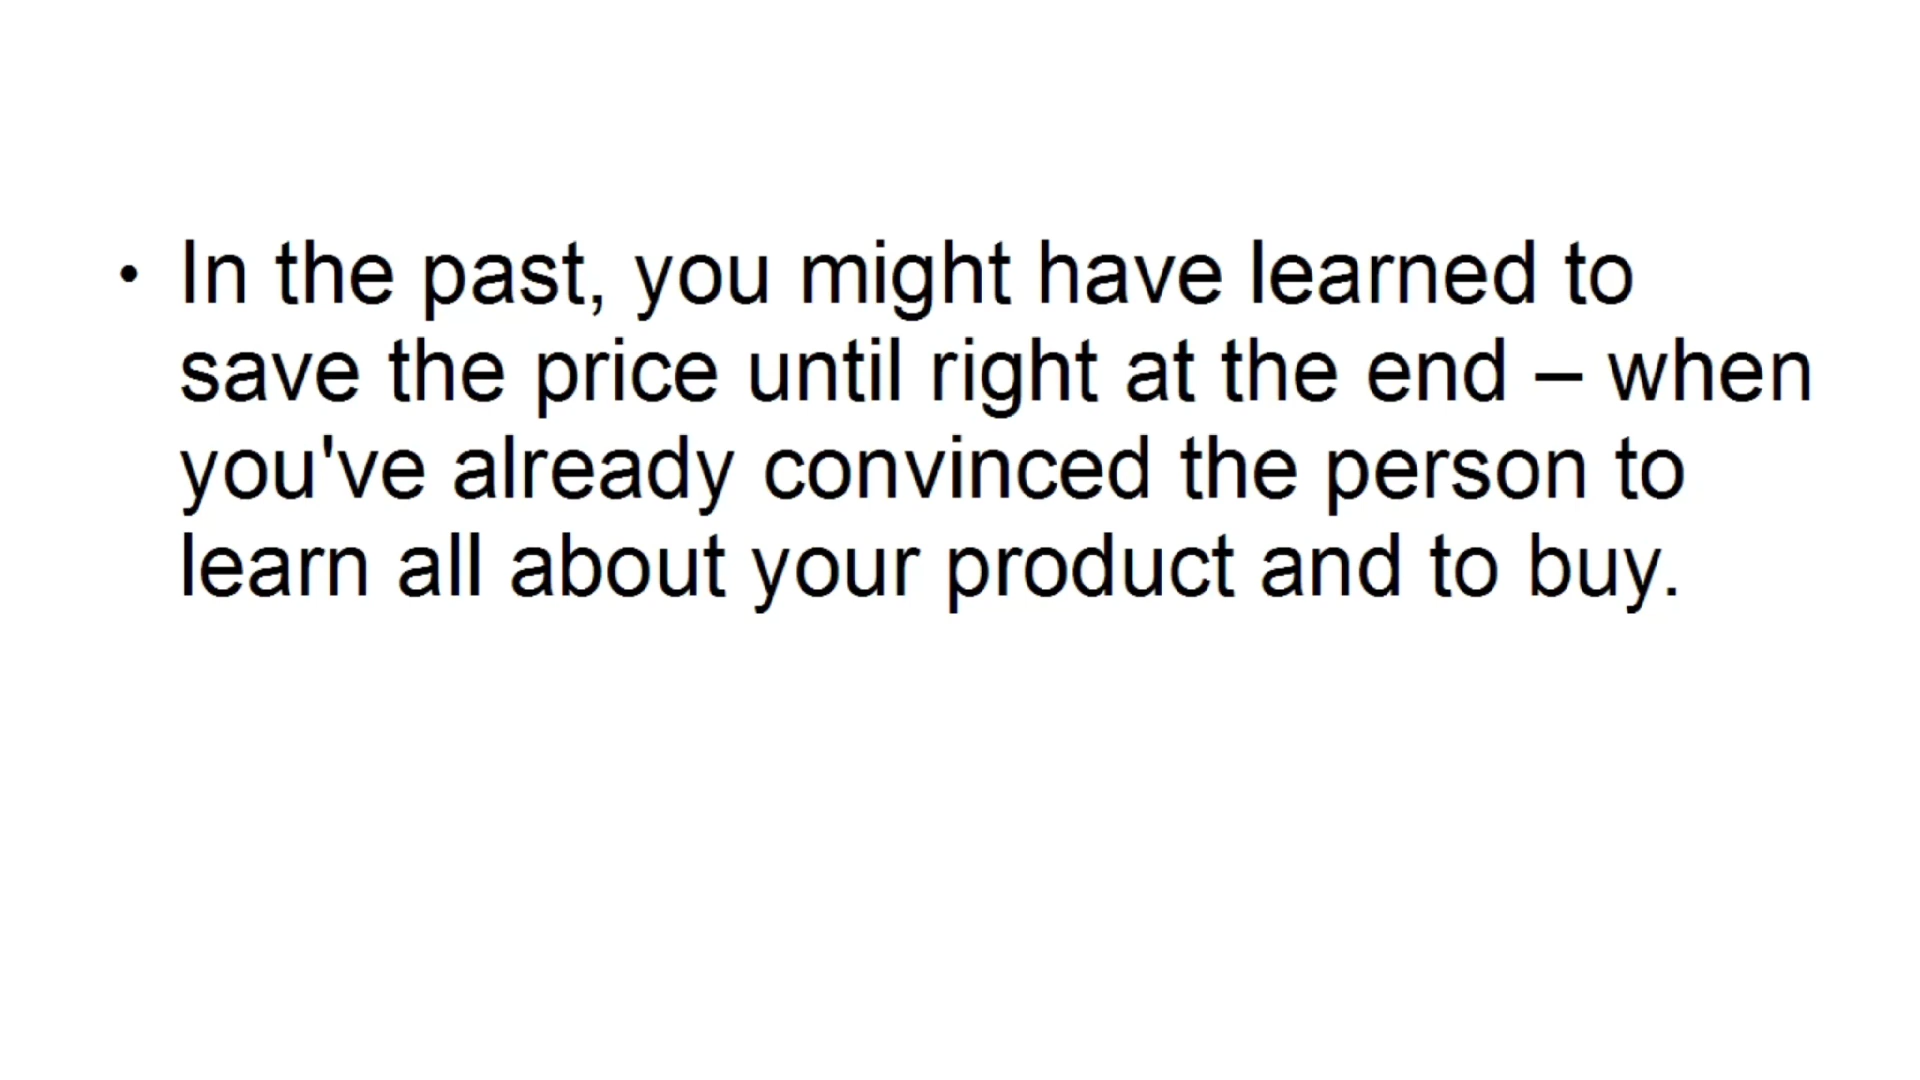 • In the past, you might have learned to
save the price until right at the end – when
you've already convinced the person to
learn all about your product and to buy.